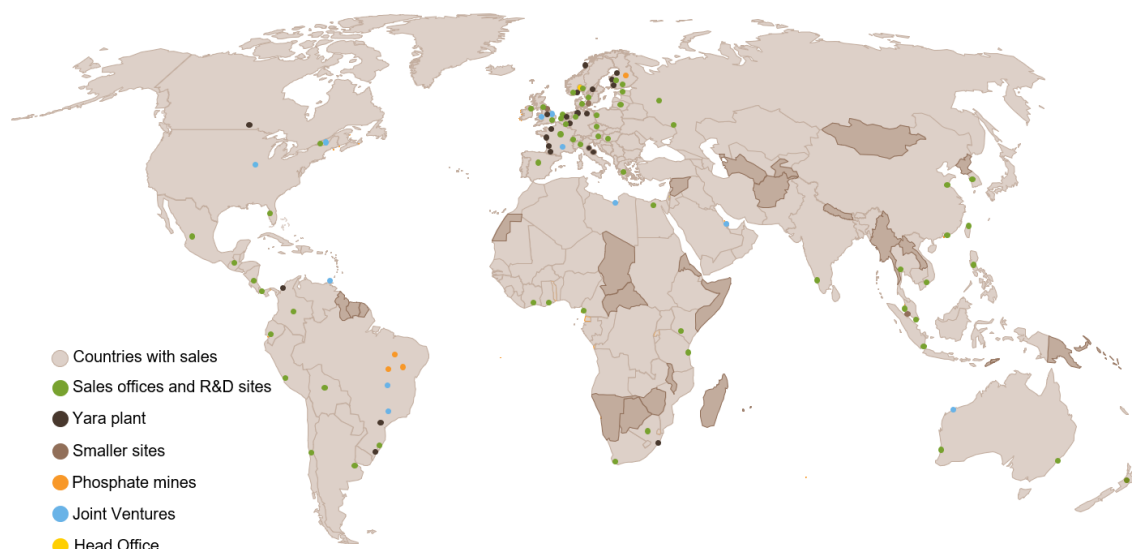 Countries with sales
Sales offices and R&D sites
Yara plant
Smaller sites
Phosphate mines
Joint Ventures
Head Office